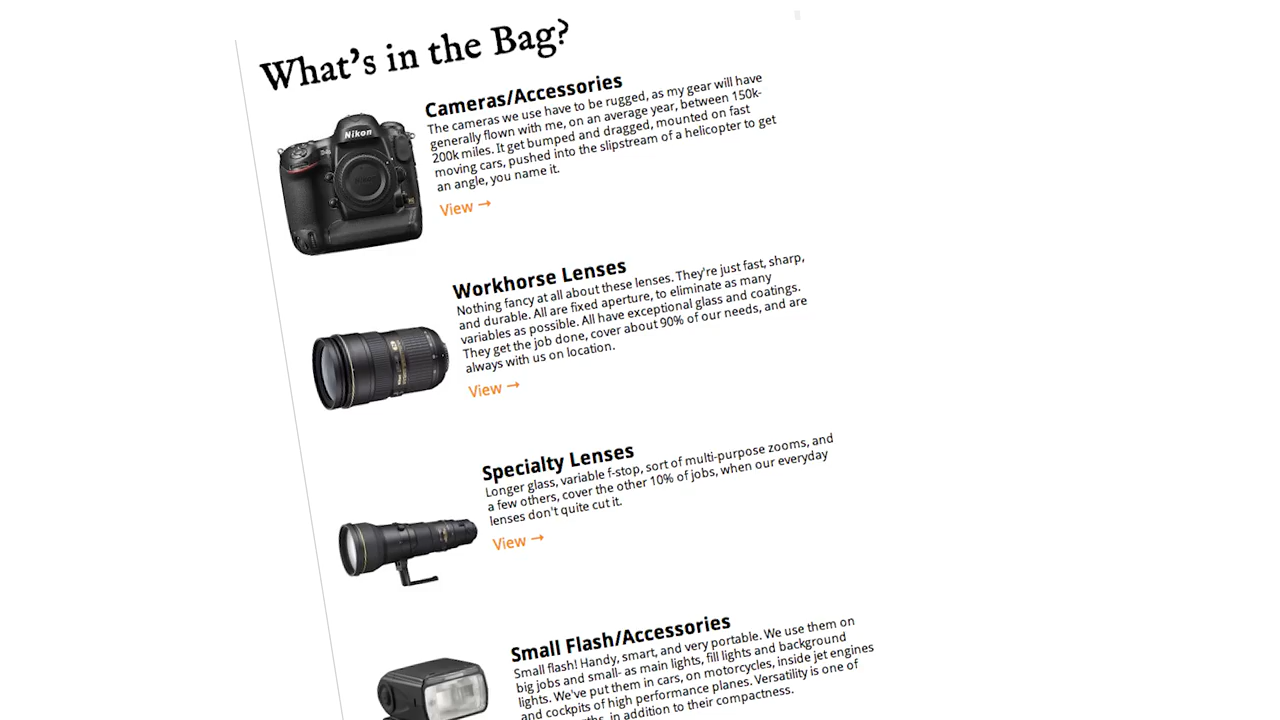 What's in the Bag?
Cameras/Accessories
The cameras we use have to be rugged, as my gear will have
generally flown with me, on an average year, between 150k-
200k miles. It get bumped and dragged, mounted on fast
moving cars, pushed into the slipstream of a helicopter to get
an angle, you name it.
View →
Nikon
Workhorse Lenses
Nothing fancy at all about these lenses. They're just fast, sharp,
and durable. All are fixed aperture, to eliminate as many
variables as possible. All have exceptional glass and coatings.
They get the job done, cover about 90% of our needs, and are
always with us on location.
View →
Specialty Lenses
Longer glass, variable f-stop, sort of multi-purpose zooms, and
a few others, cover the other 10% of jobs, when our everyday
lenses don't quite cut it.
View →
Small Flash/Accessories
Small flash! Handy, smart, and very portable. We use them on
big jobs and small- as main lights, fill lights and background
lights. We've put them in cars, on motorcycles, inside jet engines
and cockpits of high performance planes. Versatility is one of
in addition to their compactness.